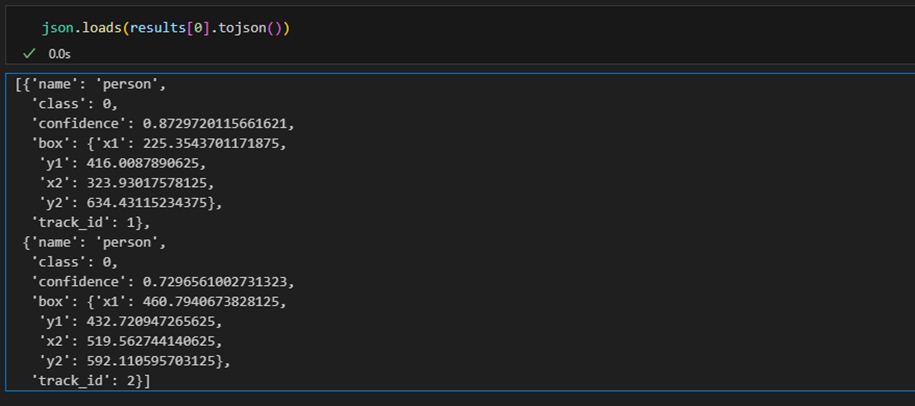 json.loads(results[0].tojson())
✓ 0.0s
[{'name': 'person',
'class': 0,
'confidence': 0.8729720115661621,
'box': {'x1': 225.3543701171875,
'y1': 416.0087890625,
'x2': 323.93017578125,
'y2': 634.43115234375},
'track_id': 1},
{'name': 'person',
'class': 0,
'confidence': 0.7296561002731323,
'box': {'x1': 460.7940673828125,
'y1': 432.720947265625,
'x2': 519.562744140625,
'y2': 592.110595703125},
'track_id': 2}]